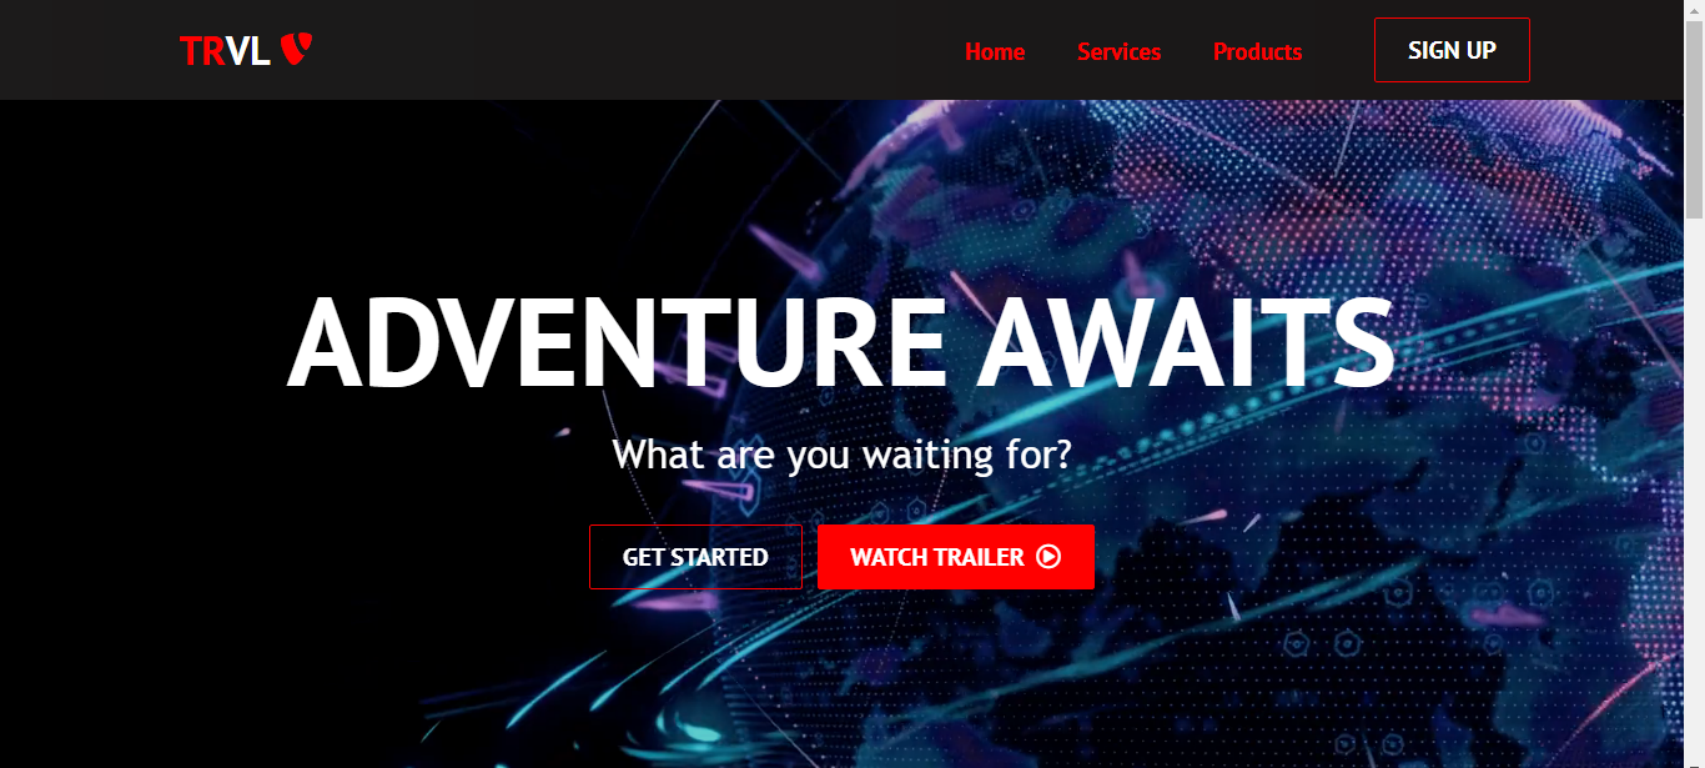 TRVL
Home Services Products SIGN UP
ADVENTURE AWAITS
What are you waiting for?
GET STARTED WATCH TRAILER